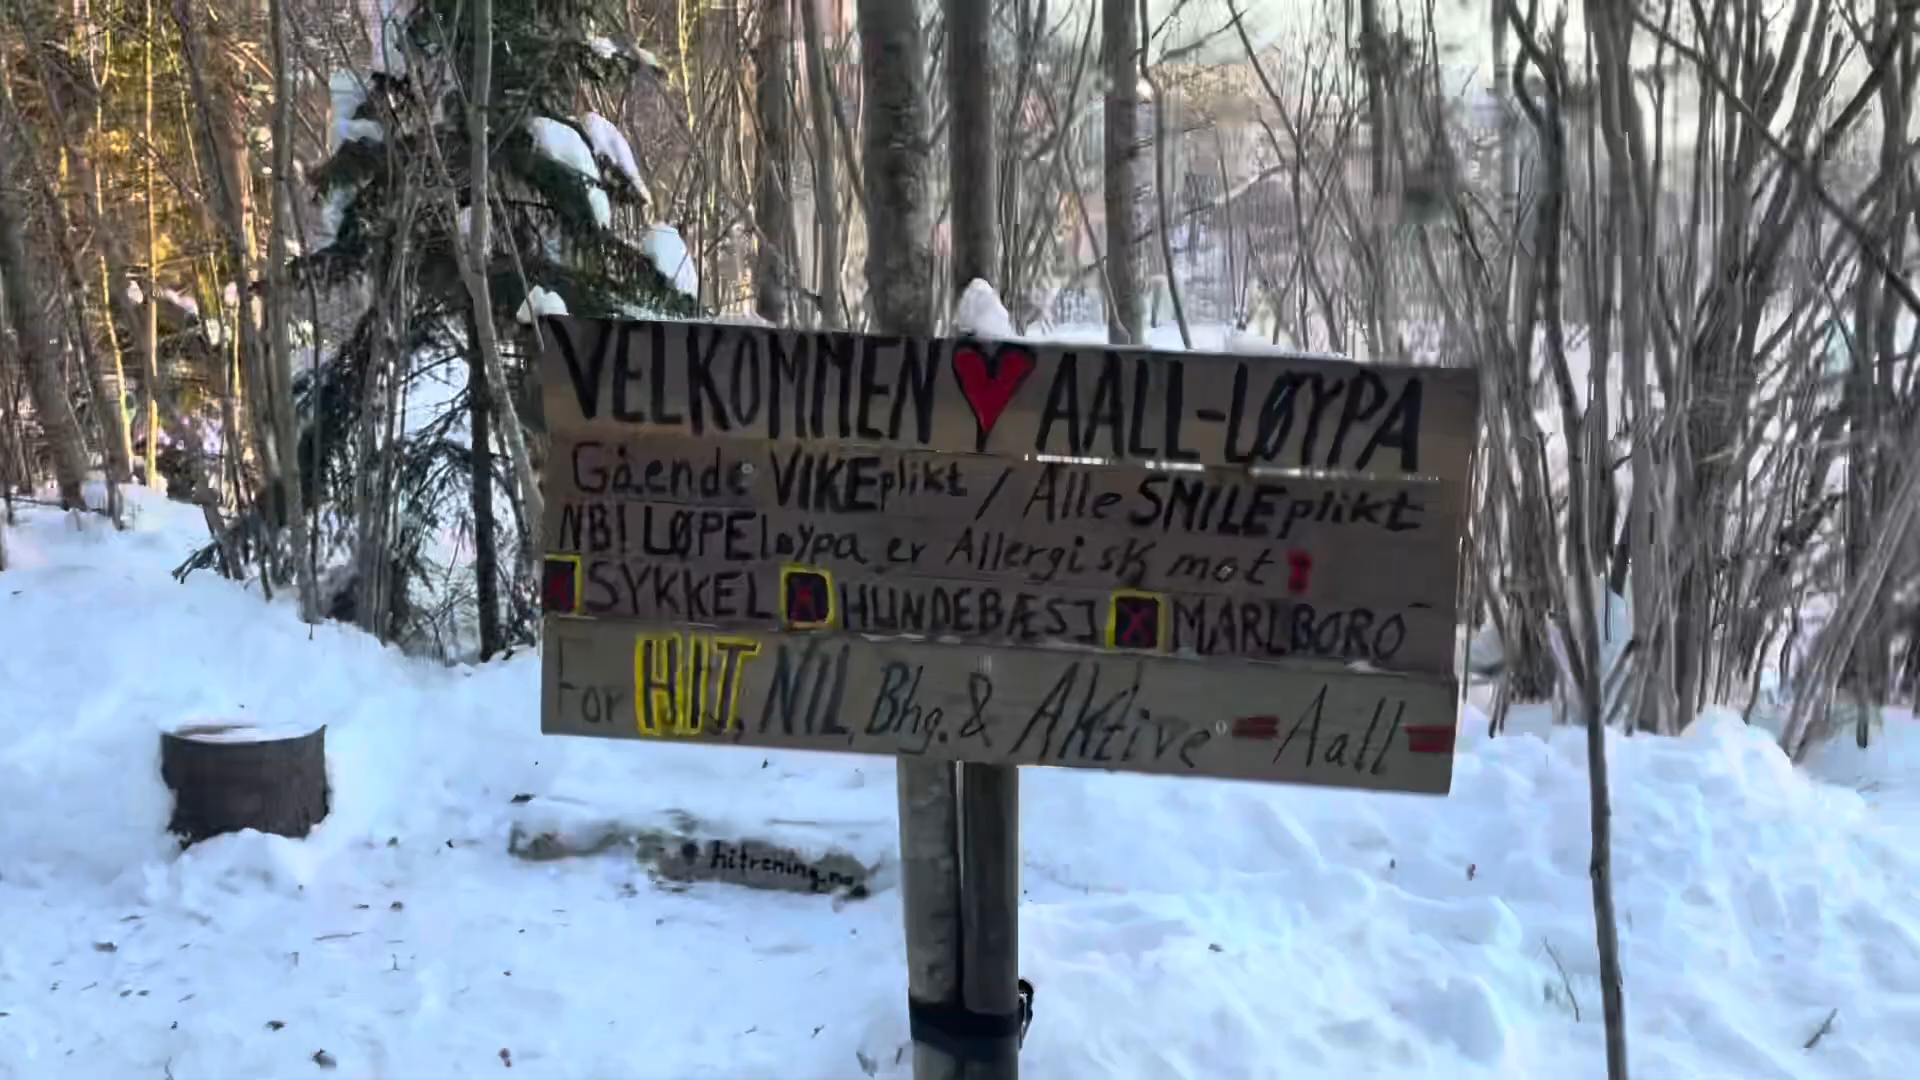 VELKOMMEN ♥ AALL-LØYPA
Gående VIKEplikt / Alle SMILEplikt
NB! LØPEløypa er Allergisk mot :
X SYKKEL X HUNDEBÆSJ X MARLBORO
For HIT, NIL, Bhg. & Aktive = Aall =
hitrening.no